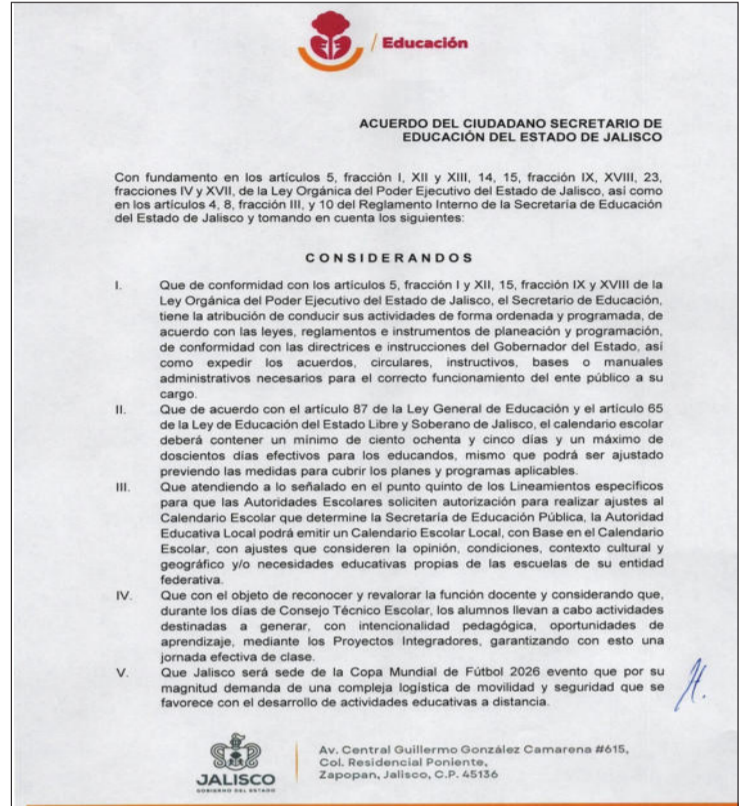 / Educación
ACUERDO DEL CIUDADANO SECRETARIO DE
EDUCACIÓN DEL ESTADO DE JALISCO
Con fundamento en los artículos 5, fracción I, XII y XIII, 14, 15, fracción IX, XVIII, 23,
fracciones IV y XVII, de la Ley Orgánica del Poder Ejecutivo del Estado de Jalisco, así como
en los artículos 4, 8, fracción III, y 10 del Reglamento Interno de la Secretaría de Educación
del Estado de Jalisco y tomando en cuenta los siguientes:
CONSIDERANDOS
I. Que de conformidad con los artículos 5, fracción I y XII, 15, fracción IX y XVIII de la
Ley Orgánica del Poder Ejecutivo del Estado de Jalisco, el Secretario de Educación,
tiene la atribución de conducir sus actividades de forma ordenada y programada, de
acuerdo con las leyes, reglamentos e instrumentos de planeación y programación,
de conformidad con las directrices e instrucciones del Gobernador del Estado, así
como expedir los acuerdos, circulares, instructivos, bases o manuales
administrativos necesarios para el correcto funcionamiento del ente público a su
cargo.
II. Que de acuerdo con el artículo 87 de la Ley General de Educación y el artículo 65
de la Ley de Educación del Estado Libre y Soberano de Jalisco, el calendario escolar
deberá contener un mínimo de ciento ochenta y cinco días y un máximo de
doscientos días efectivos para los educandos, mismo que podrá ser ajustado
previendo las medidas para cubrir los planes y programas aplicables.
III. Que atendiendo a lo señalado en el punto quinto de los Lineamientos específicos
para que las Autoridades Escolares soliciten autorización para realizar ajustes al
Calendario Escolar que determine la Secretaría de Educación Pública, la Autoridad
Educativa Local podrá emitir un Calendario Escolar Local, con Base en el Calendario
Escolar, con ajustes que consideren la opinión, condiciones, contexto cultural y
geográfico y/o necesidades educativas propias de las escuelas de su entidad
federativa.
IV. Que con el objeto de reconocer y revalorar la función docente y considerando que,
durante los días de Consejo Técnico Escolar, los alumnos llevan a cabo actividades
destinadas a generar, con intencionalidad pedagógica, oportunidades de
aprendizaje, mediante los Proyectos Integradores, garantizando con esto una
jornada efectiva de clase.
V. Que Jalisco será sede de la Copa Mundial de Fútbol 2026 evento que por su
magnitud demanda de una compleja logística de movilidad y seguridad que se
favorece con el desarrollo de actividades educativas a distancia.
JALISCO
GOBIERNO DEL ESTADO
Av. Central Guillermo González Camarena #615,
Col. Residencial Poniente,
Zapopan, Jalisco, C.P. 45136